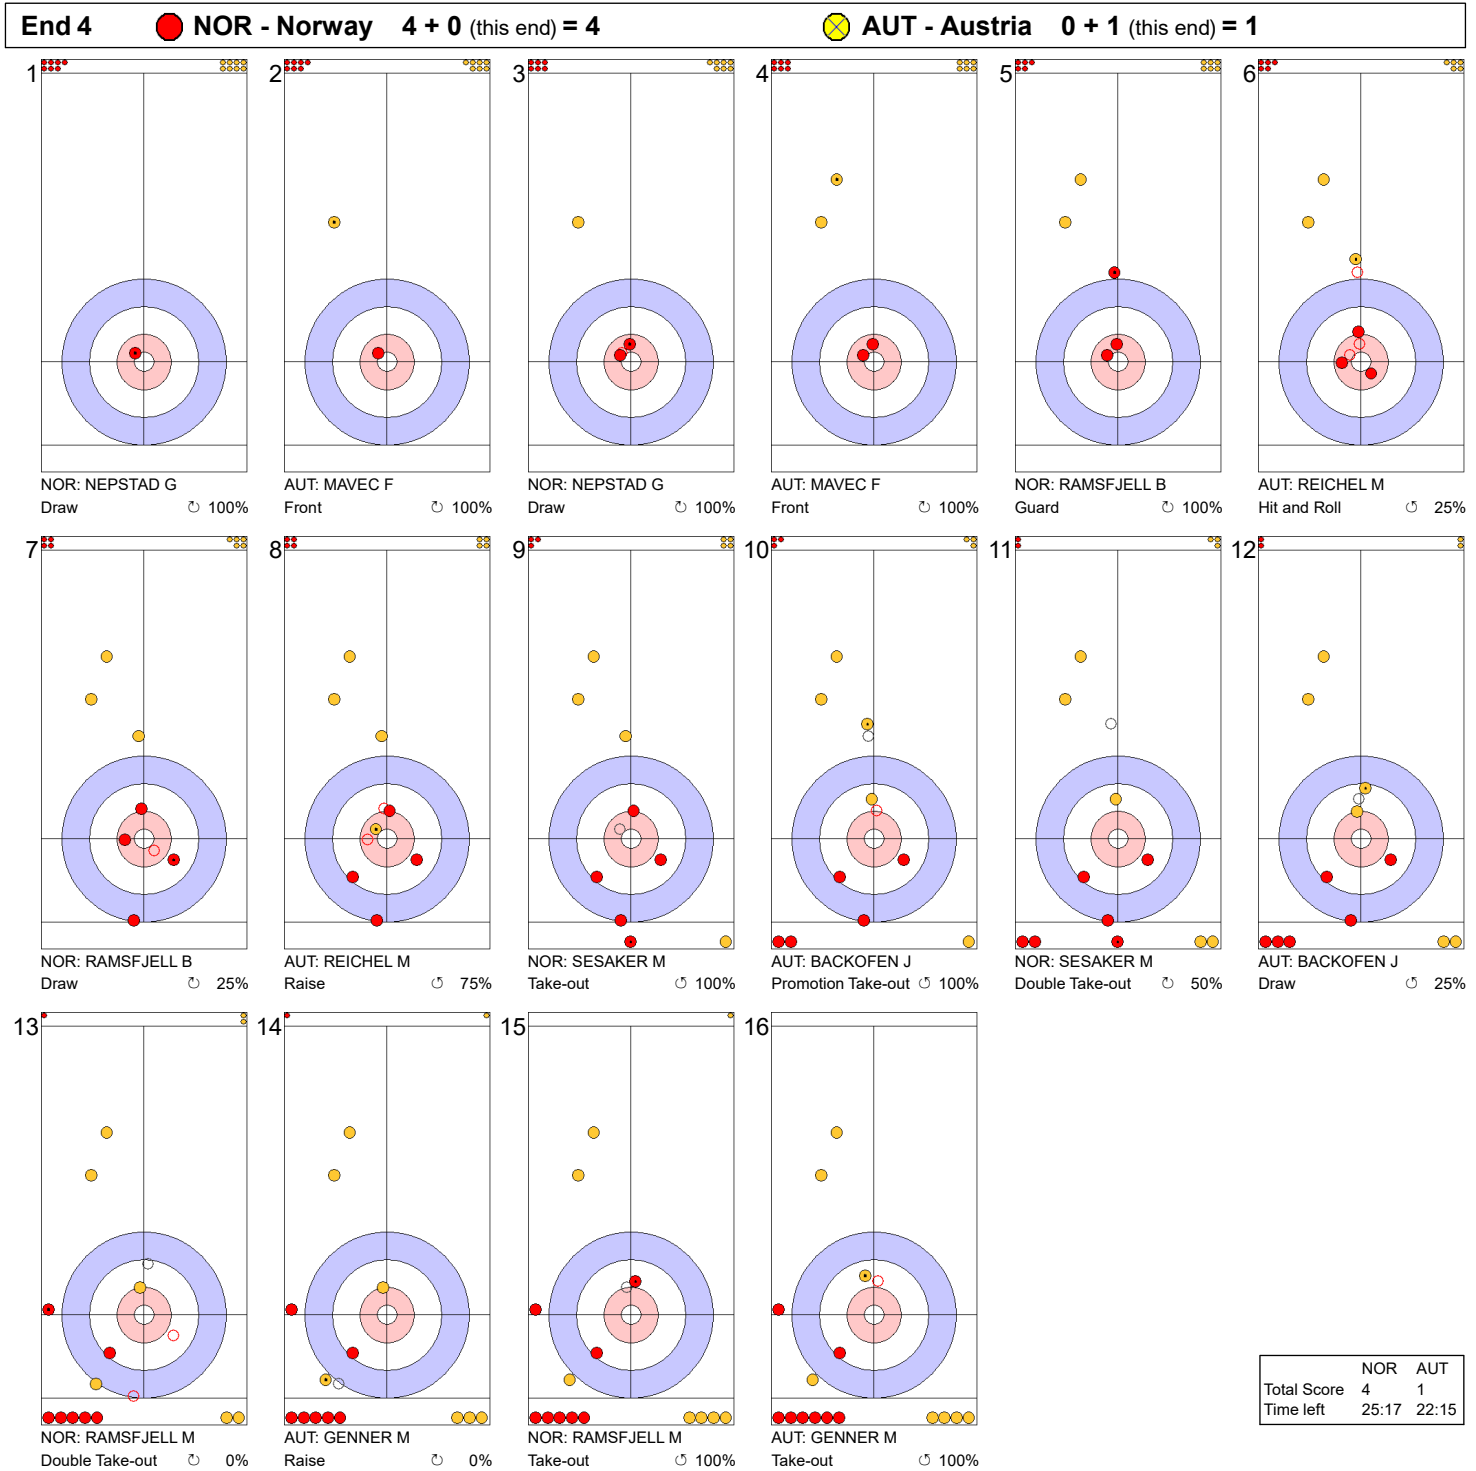 End 4 NOR - Norway 4 + 0 (this end) = 4 AUT - Austria 0 + 1 (this end) = 1
1 2 3 4 5 6
NOR: NEPSTAD G AUT: MAVEC F NOR: NEPSTAD G AUT: MAVEC F NOR: RAMSFJELL B AUT: REICHEL M
Draw ↻ 100% Front ↻ 100% Draw ↻ 100% Front ↻ 100% Guard ↻ 100% Hit and Roll ↺ 25%
7 8 9 10 11 12
NOR: RAMSFJELL B AUT: REICHEL M NOR: SESAKER M AUT: BACKOFEN J NOR: SESAKER M AUT: BACKOFEN J
Draw ↻ 25% Raise ↺ 75% Take-out ↺ 100% Promotion Take-out ↺ 100% Double Take-out ↻ 50% Draw ↺ 25%
13 14 15 16
NOR: RAMSFJELL M AUT: GENNER M NOR: RAMSFJELL M AUT: GENNER M
Double Take-out ↻ 0% Raise ↻ 0% Take-out ↺ 100% Take-out ↺ 100%
NOR AUT
Total Score 4 1
Time left 25:17 22:15